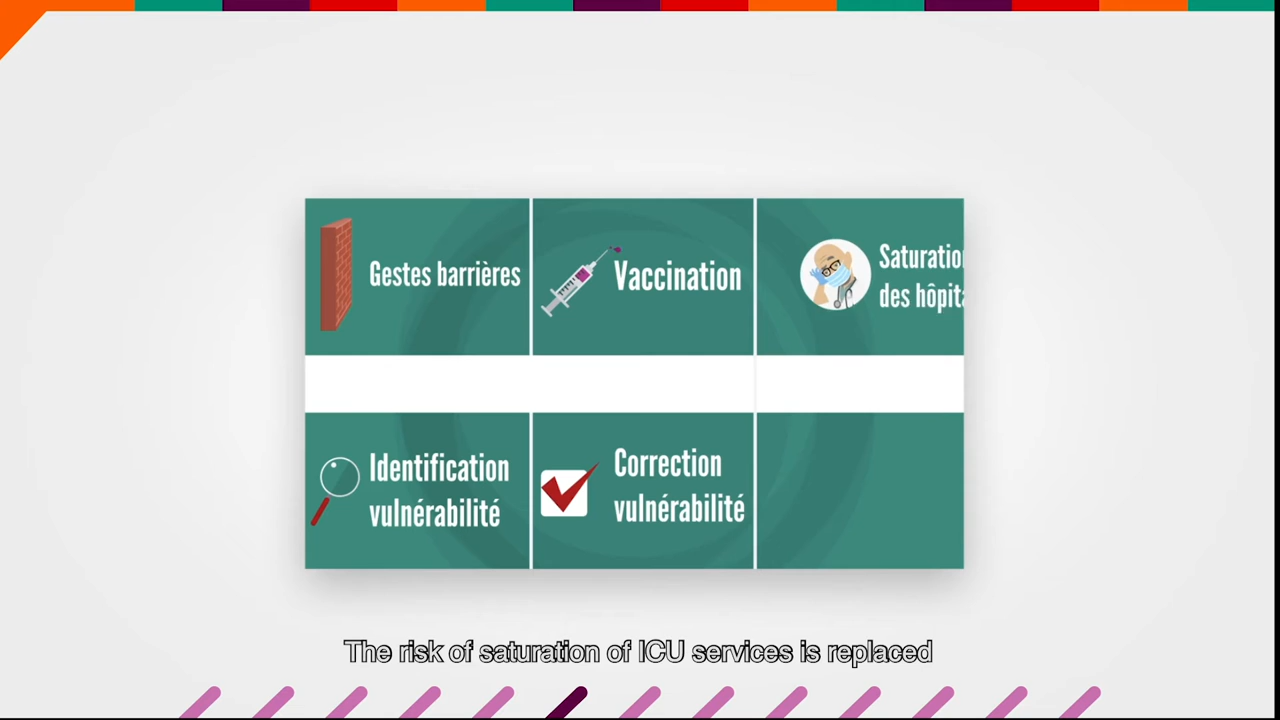 Gestes barrières
Vaccination
Saturatio
des hôpit
Identification
vulnérabilité
Correction
vulnérabilité
The risk of saturation of ICU services is replaced